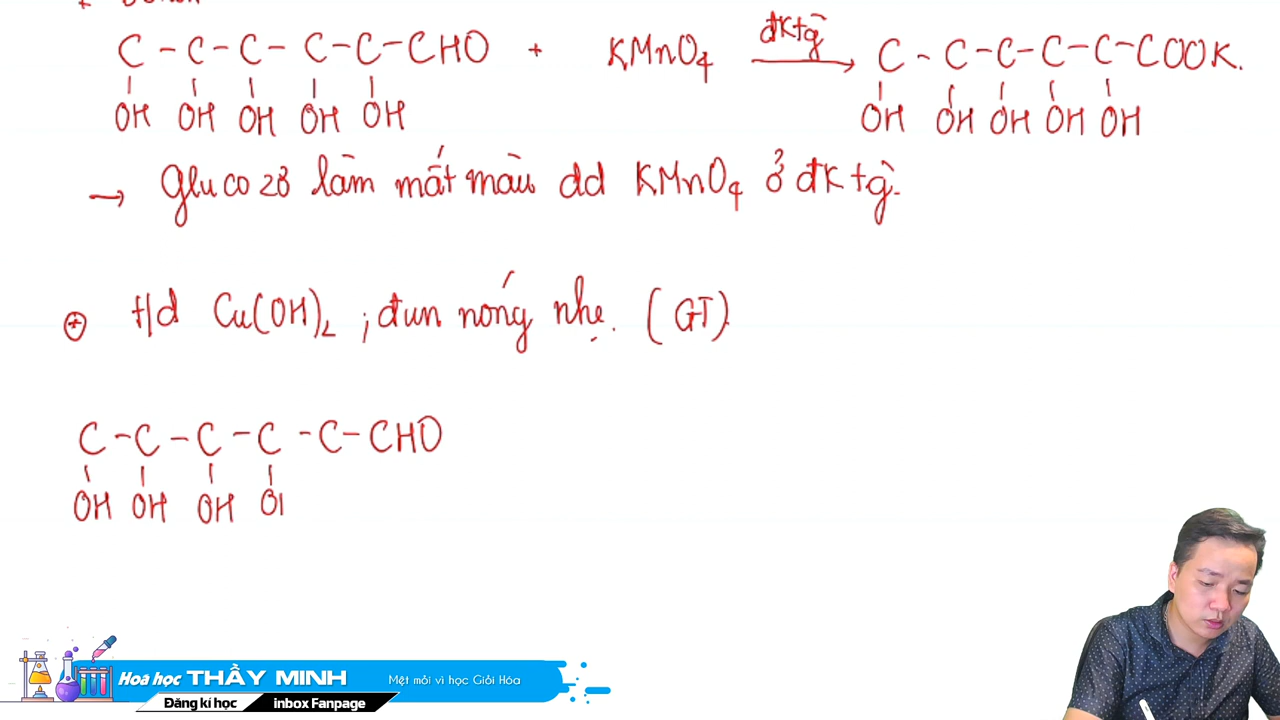 C - C - C - C - C - CHO + KMnO4 đktg̀ → C - C - C - C - C - COOK.
OH OH OH OH OH OH OH OH OH OH
→ glucozơ làm mất màu dd KMnO4 ở đktg̀.
+ t/d Cu(OH)2 ; đun nóng nhẹ. (GT).
C - C - C - C - C - CHO
OH OH OH
Hoá học THẦY MINH
Mệt mỏi vì học Giỏi Hóa
Đăng kí học inbox Fanpage